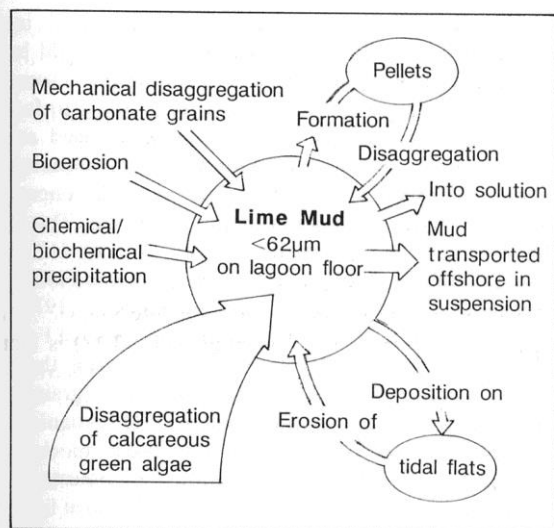 Pellets
Mechanical disaggregation
of carbonate grains
Formation
Disaggregation
Bioerosion
Into solution
Lime Mud
<62µm
on lagoon floor
Chemical/
biochemical
precipitation
Mud
transported
offshore in
suspension
Disaggregation
of calcareous
green algae
Erosion of
Deposition on
tidal flats